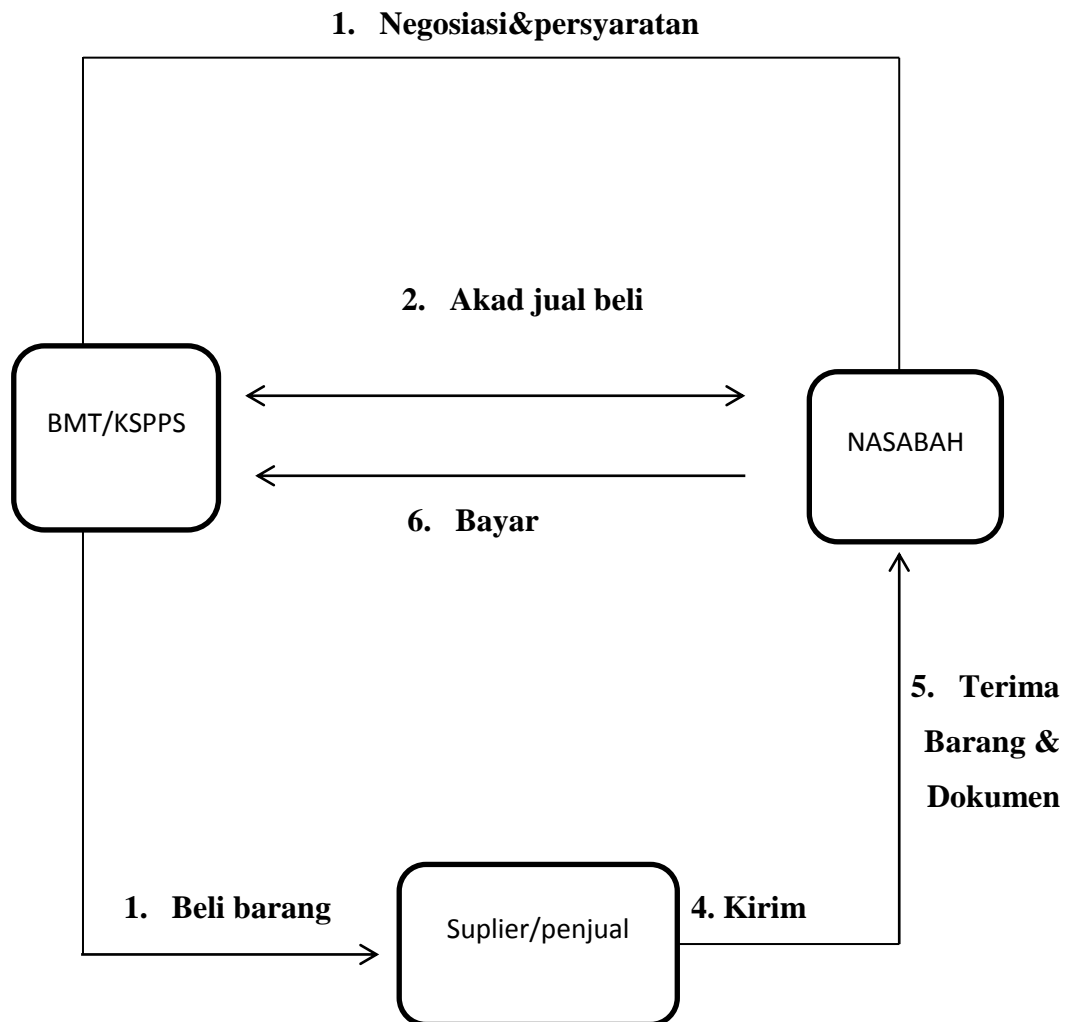 1. Negosiasi&persyaratan
2. Akad jual beli
BMT/KSPPS
NASABAH
6. Bayar
5. Terima
Barang &
Dokumen
1. Beli barang
Suplier/penjual
4. Kirim